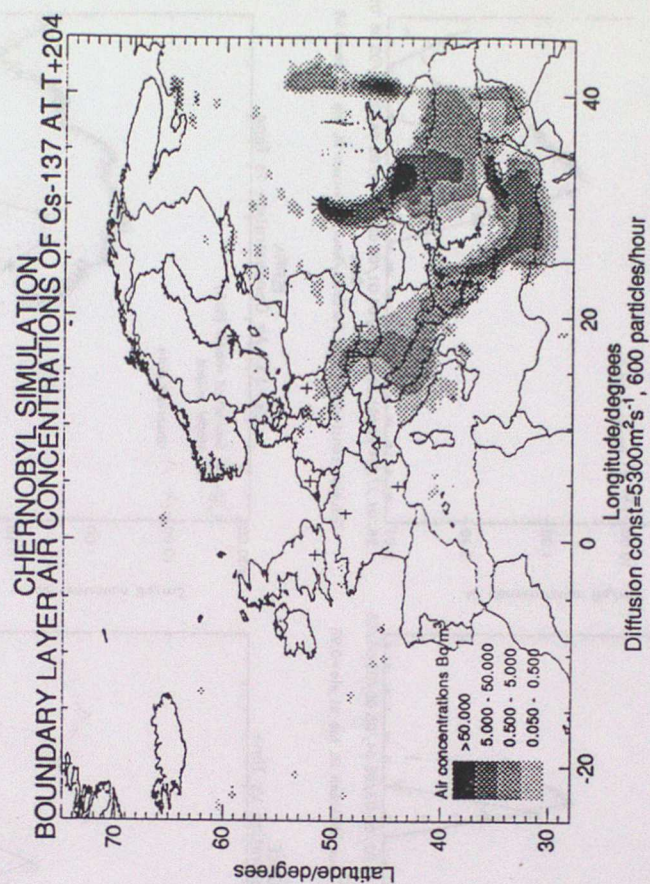 CHERNOBYL SIMULATION
BOUNDARY LAYER AIR CONCENTRATIONS OF Cs-137 AT T+204
Latitude/degrees
70
60
50
40
30
Air concentrations Bq/m³
>50.000
5.000 - 50.000
0.500 - 5.000
0.050 - 0.500
-20
0
20
40
Longitude/degrees
Diffusion const=5300m²s⁻¹, 600 particles/hour